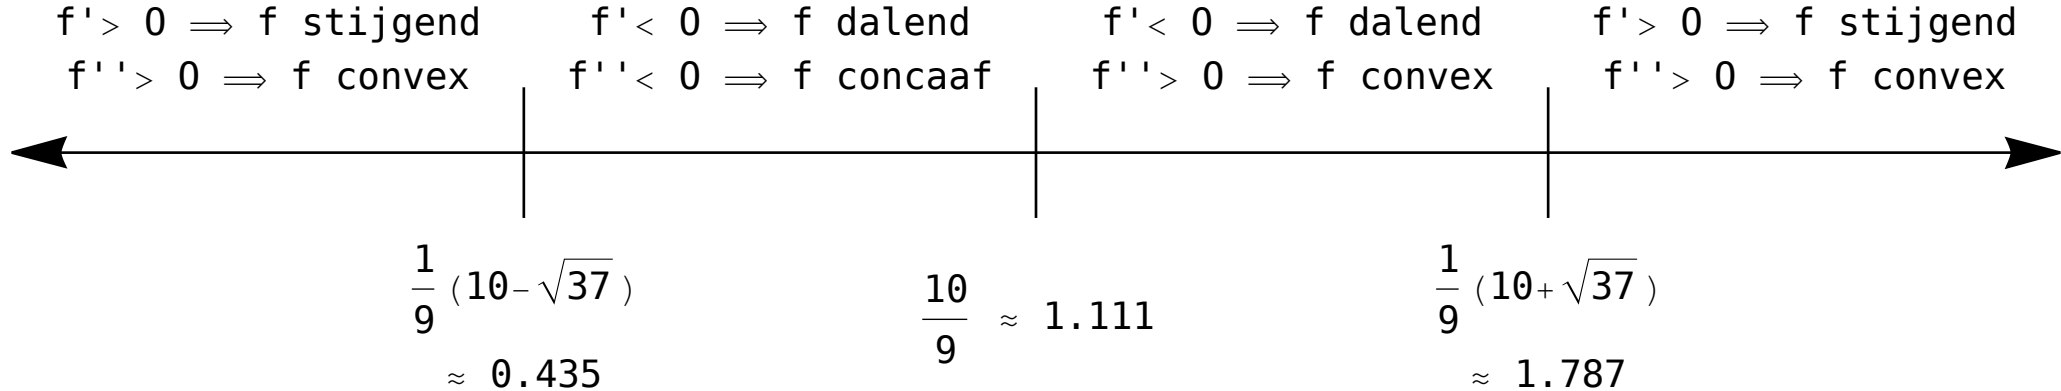 f'> 0 ⟹ f stijgend
f''> 0 ⟹ f convex
f'< 0 ⟹ f dalend
f''< 0 ⟹ f concaaf
f'< 0 ⟹ f dalend
f''> 0 ⟹ f convex
f'> 0 ⟹ f stijgend
f''> 0 ⟹ f convex
1/9 (10-√37)
≈ 0.435
10/9 ≈ 1.111
1/9 (10+√37)
≈ 1.787